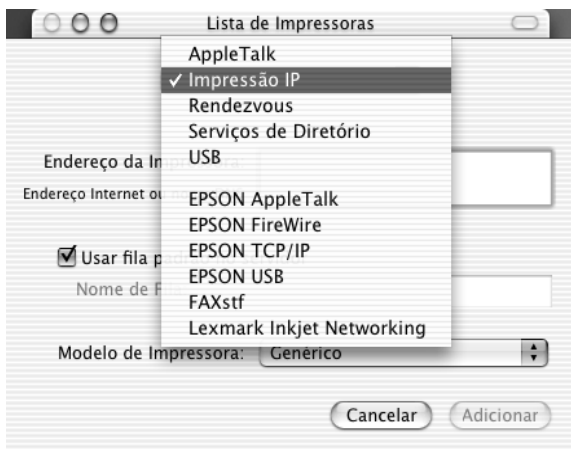 Lista de Impressoras
AppleTalk
✓ Impressão IP
Rendezvous
Serviços de Diretório
USB
Endereço da
Endereço Internet ou
EPSON AppleTalk
EPSON FireWire
EPSON TCP/IP
EPSON USB
FAXstf
Lexmark Inkjet Networking
Usar fila
Nome de
Modelo de Impressora: Genérico
Cancelar Adicionar